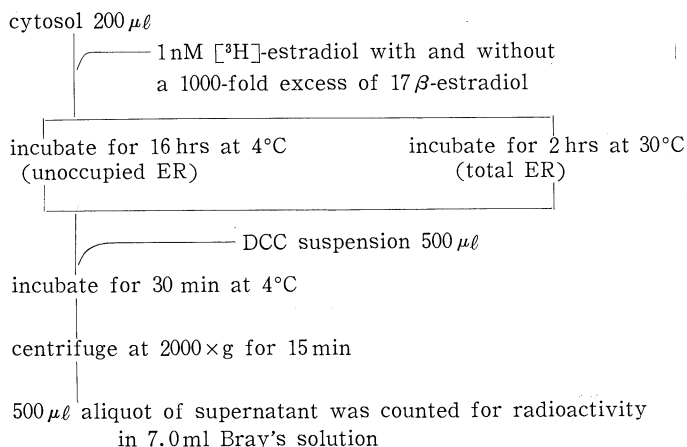 cytosol 200 μℓ
1 nM [³H]-estradiol with and without
a 1000-fold excess of 17 β-estradiol
incubate for 16 hrs at 4°C
(unoccupied ER)
incubate for 2 hrs at 30°C
(total ER)
DCC suspension 500 μℓ
incubate for 30 min at 4°C
centrifuge at 2000×g for 15 min
500 μℓ aliquot of supernatant was counted for radioactivity
in 7.0 ml Bray's solution